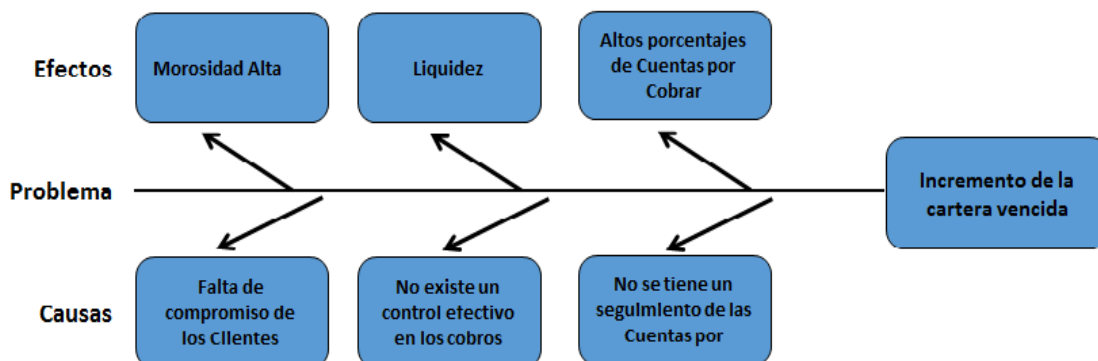 Efectos
Morosidad Alta
Liquidez
Altos porcentajes
de Cuentas por
Cobrar
Problema
Incremento de la
cartera vencida
Causas
Falta de
compromiso de
los Clientes
No existe un
control efectivo
en los cobros
No se tiene un
seguimiento de las
Cuentas por